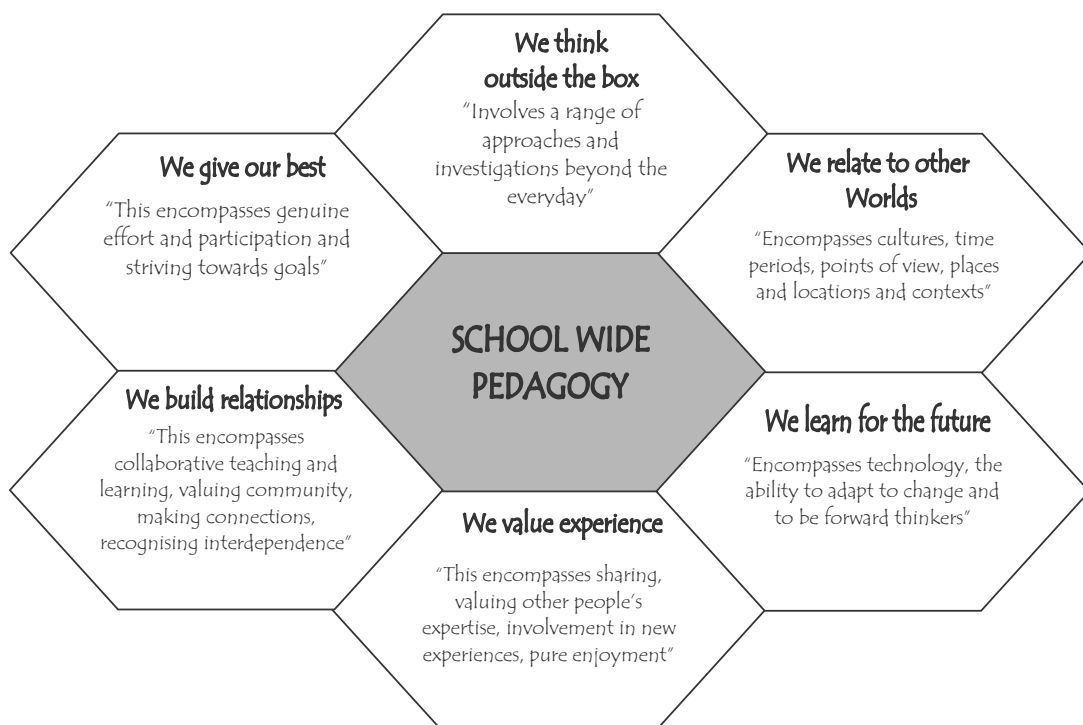 We think
outside the box
"Involves a range of
approaches and
investigations beyond the
everyday"
We give our best
"This encompasses genuine
effort and participation and
striving towards goals"
We relate to other
Worlds
"Encompasses cultures, time
periods, points of view, places
and locations and contexts"
SCHOOL WIDE
PEDAGOGY
We build relationships
"This encompasses
collaborative teaching and
learning, valuing community,
making connections,
recognising interdependence"
We learn for the future
"Encompasses technology, the
ability to adapt to change and
to be forward thinkers"
We value experience
"This encompasses sharing,
valuing other people's
expertise, involvement in new
experiences, pure enjoyment"